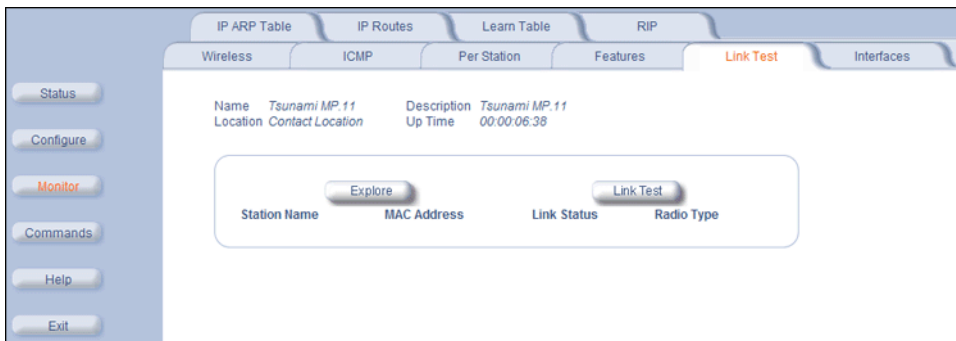 IP ARP Table IP Routes Learn Table RIP
Wireless ICMP Per Station Features Link Test Interfaces
Status
Configure
Monitor
Commands
Help
Exit
Name Tsunami MP.11 Description Tsunami MP.11
Location Contact Location Up Time 00:00:06:38
Explore Link Test
Station Name MAC Address Link Status Radio Type